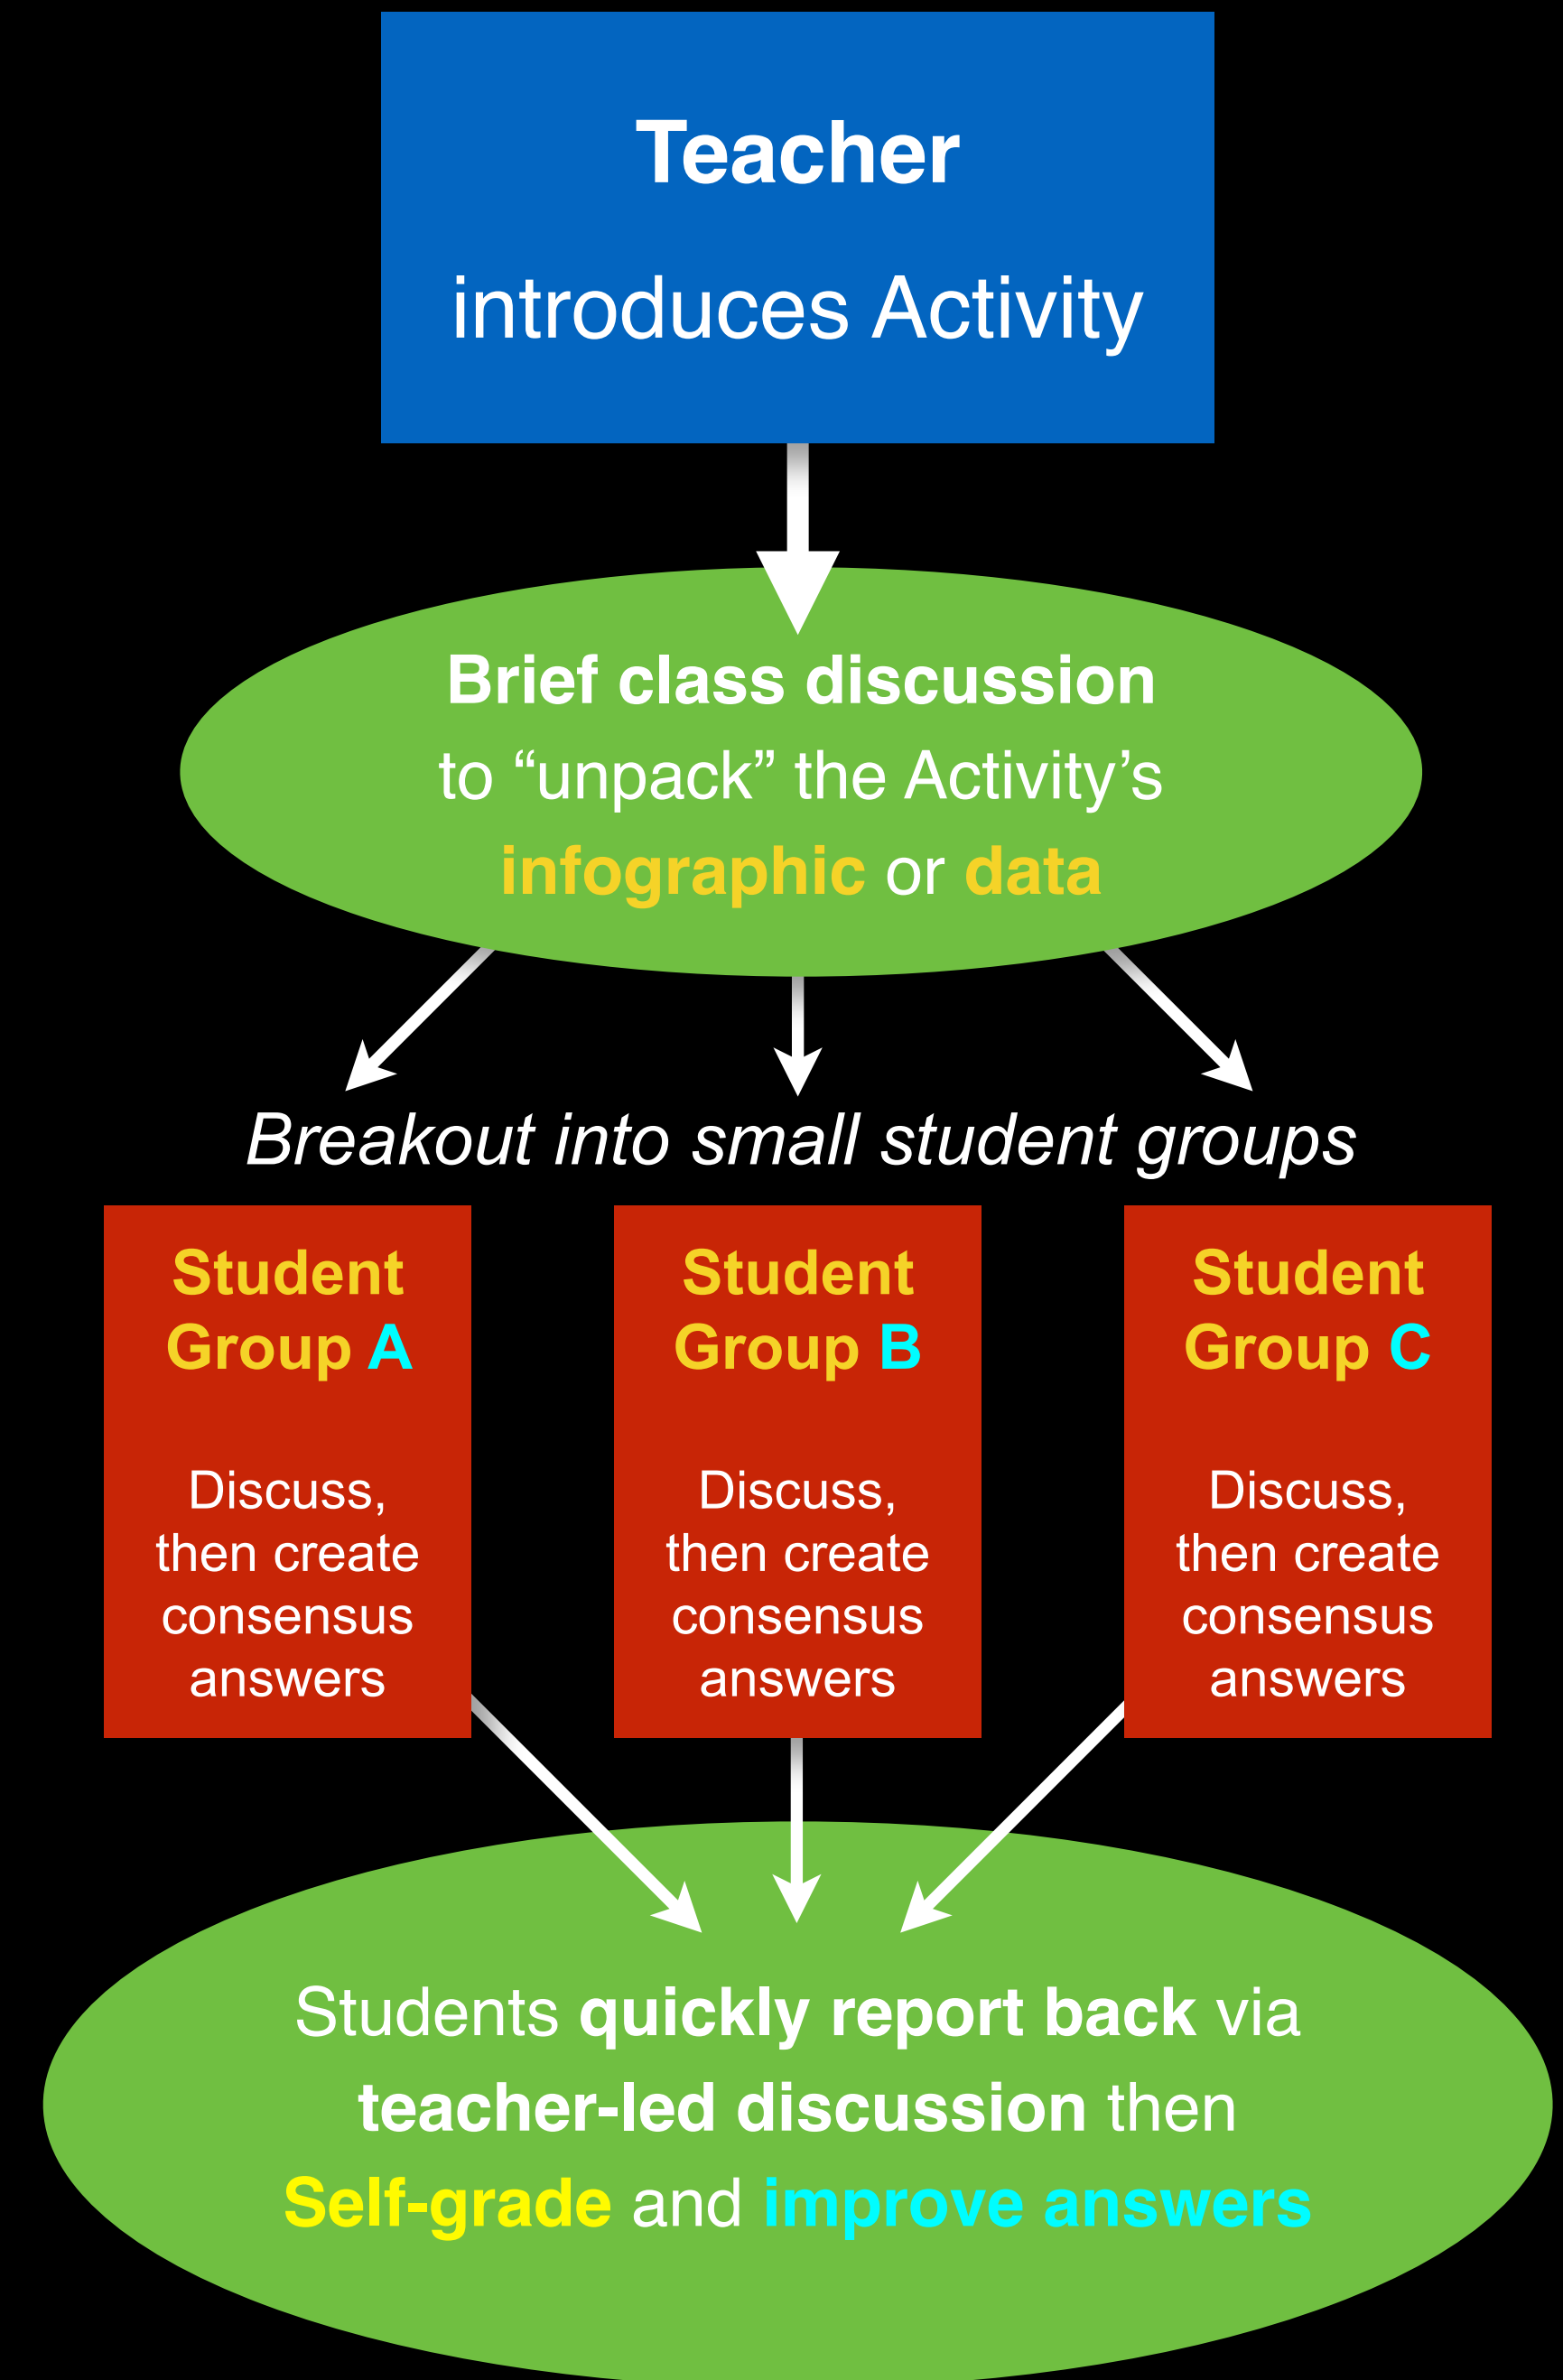 Teacher
introduces Activity
Brief class discussion
to “unpack” the Activity’s
infographic or data
Breakout into small student groups
Student
Group A
Discuss,
then create
consensus
answers
Student
Group B
Discuss,
then create
consensus
answers
Student
Group C
Discuss,
then create
consensus
answers
Students quickly report back via
teacher-led discussion then
Self-grade and improve answers